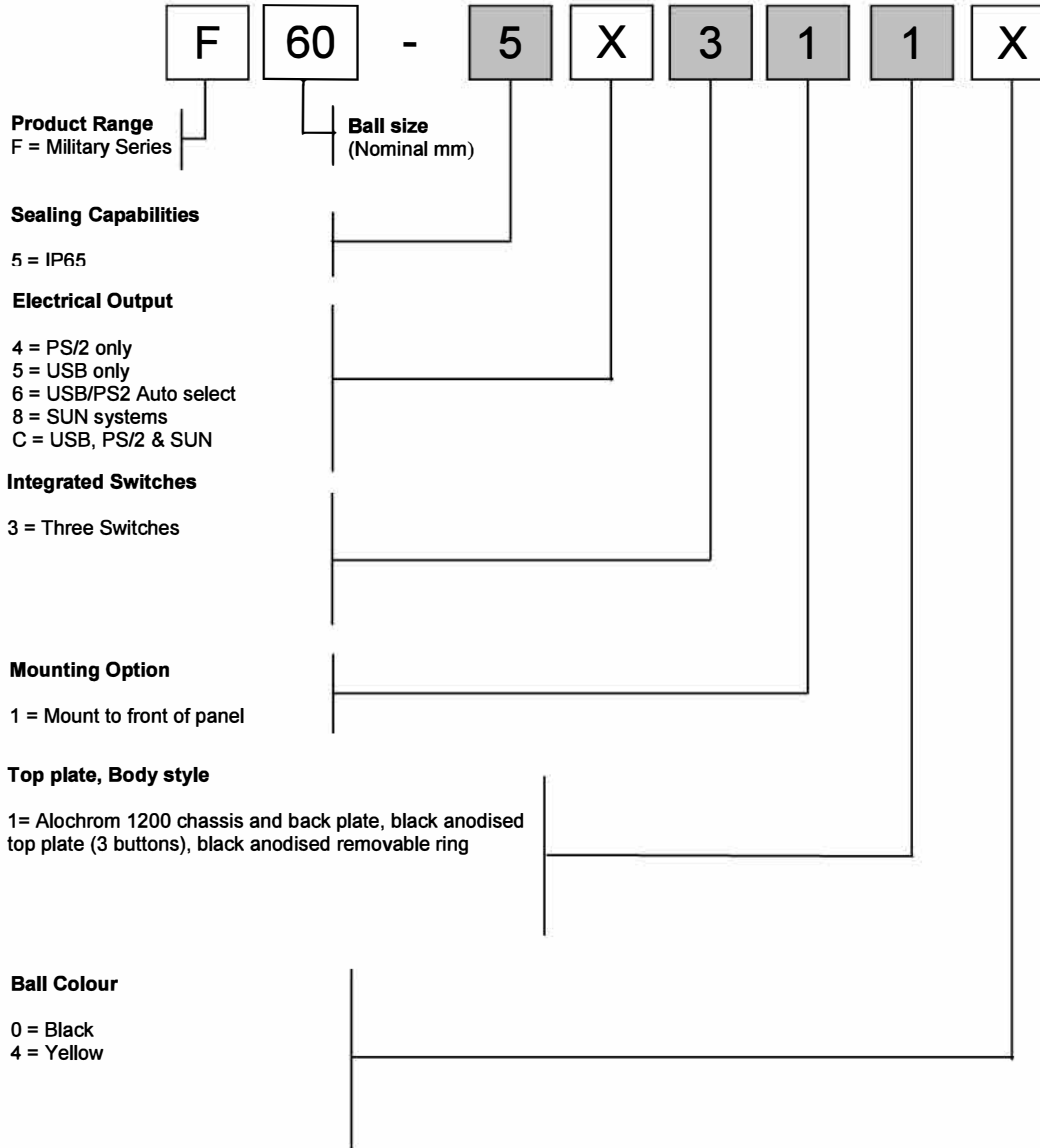 F 60 - 5 X 3 1 1 X
Product Range
F = Military Series
Ball size
(Nominal mm)
Sealing Capabilities
5 = IP65
Electrical Output
4 = PS/2 only
5 = USB only
6 = USB/PS2 Auto select
8 = SUN systems
C = USB, PS/2 & SUN
Integrated Switches
3 = Three Switches
Mounting Option
1 = Mount to front of panel
Top plate, Body style
1= Alochrom 1200 chassis and back plate, black anodised
top plate (3 buttons), black anodised removable ring
Ball Colour
0 = Black
4 = Yellow